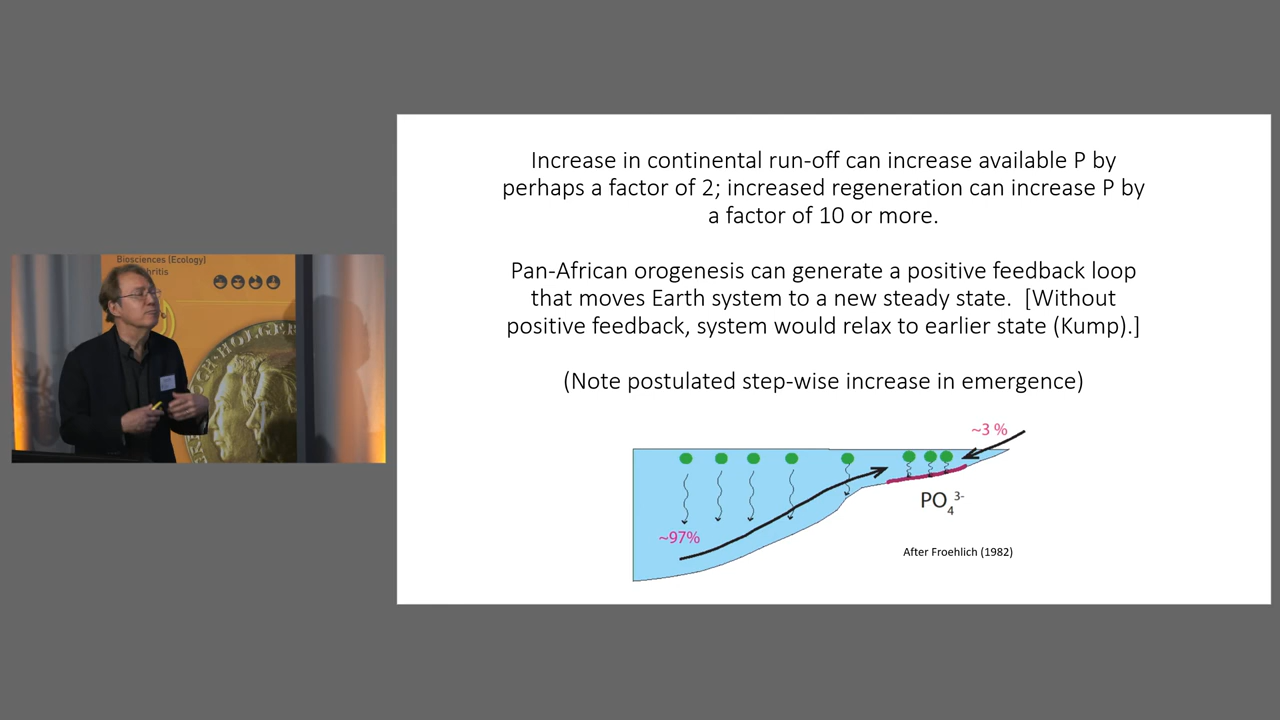 Biosciences (Ecology)
Increase in continental run-off can increase available P by
perhaps a factor of 2; increased regeneration can increase P by
a factor of 10 or more.
Pan-African orogenesis can generate a positive feedback loop
that moves Earth system to a new steady state. [Without
positive feedback, system would relax to earlier state (Kump).]
(Note postulated step-wise increase in emergence)
~3 %
PO4 3-
~97%
After Froehlich (1982)